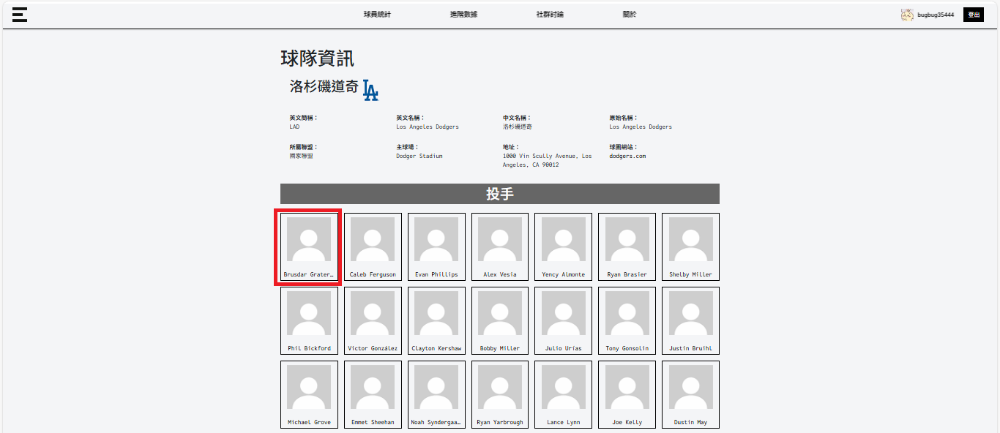 球員統計 進階數據 社群討論 關於 bugbug35444 登出
球隊資訊
洛杉磯道奇 LA
英文簡稱： 英文名稱： 中文名稱： 原始名稱：
LAD Los Angeles Dodgers 洛杉磯道奇 Los Angeles Dodgers
所屬聯盟： 主球場： 地址： 球團網站：
國家聯盟 Dodger Stadium 1000 Vin Scully Avenue, Los dodgers.com
Angeles, CA 90012
投手
Brusdar Grater… Caleb Ferguson Evan Phillips Alex Vesia Yency Almonte Ryan Brasier Shelby Miller
Phil Bickford Victor González Clayton Kershaw Bobby Miller Julio Urías Tony Gonsolin Justin Bruihl
Michael Grove Emmet Sheehan Noah Syndergaa… Ryan Yarbrough Lance Lynn Joe Kelly Dustin May